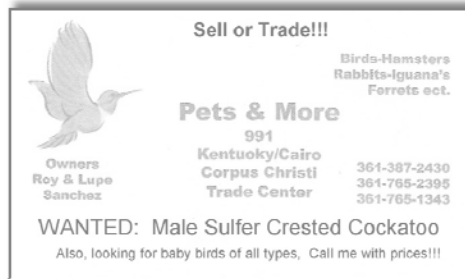 Sell or Trade!!!
Birds-Hamsters
Rabbits-Iguana's
Ferrets ect.
Pets & More
991
Kentuoky/Cairo
Corpus Christi
Trade Center
Owners
Roy & Lupe
Sanchez
361-387-2430
361-765-2395
361-765-1343
WANTED: Male Sulfer Crested Cockatoo
Also, looking for baby birds of all types, Call me with prices!!!